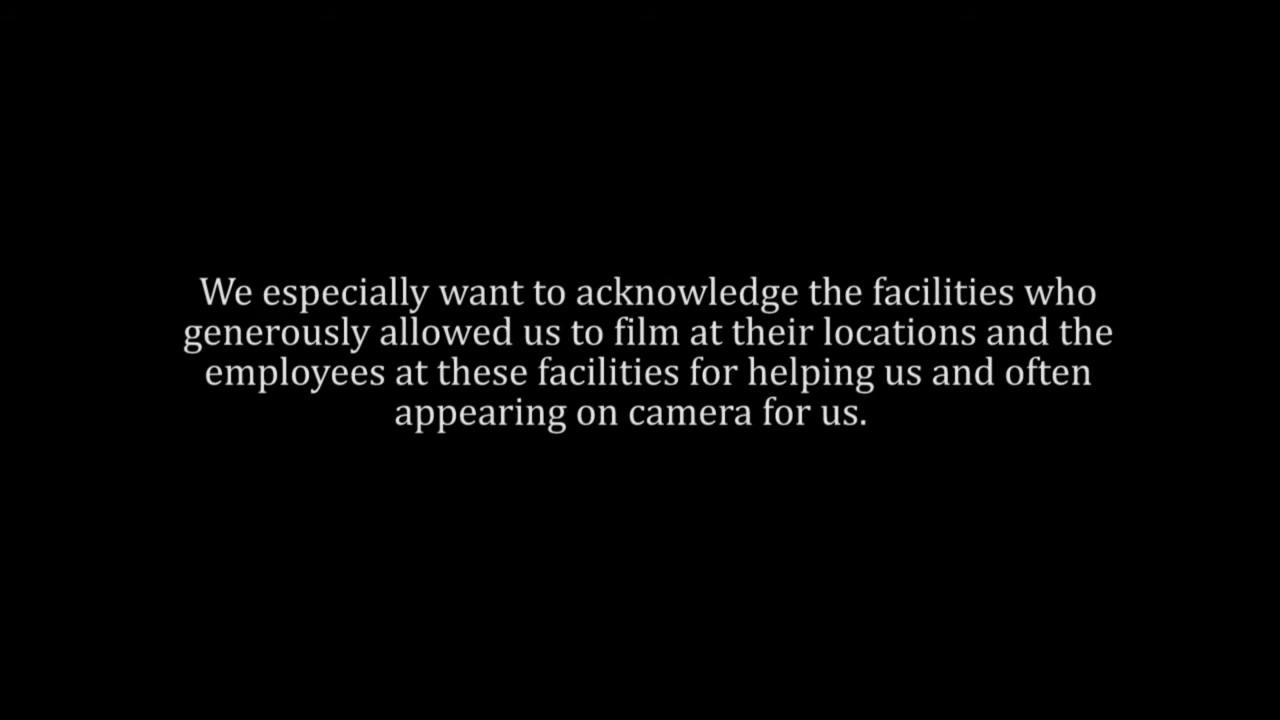 We especially want to acknowledge the facilities who
generously allowed us to film at their locations and the
employees at these facilities for helping us and often
appearing on camera for us.